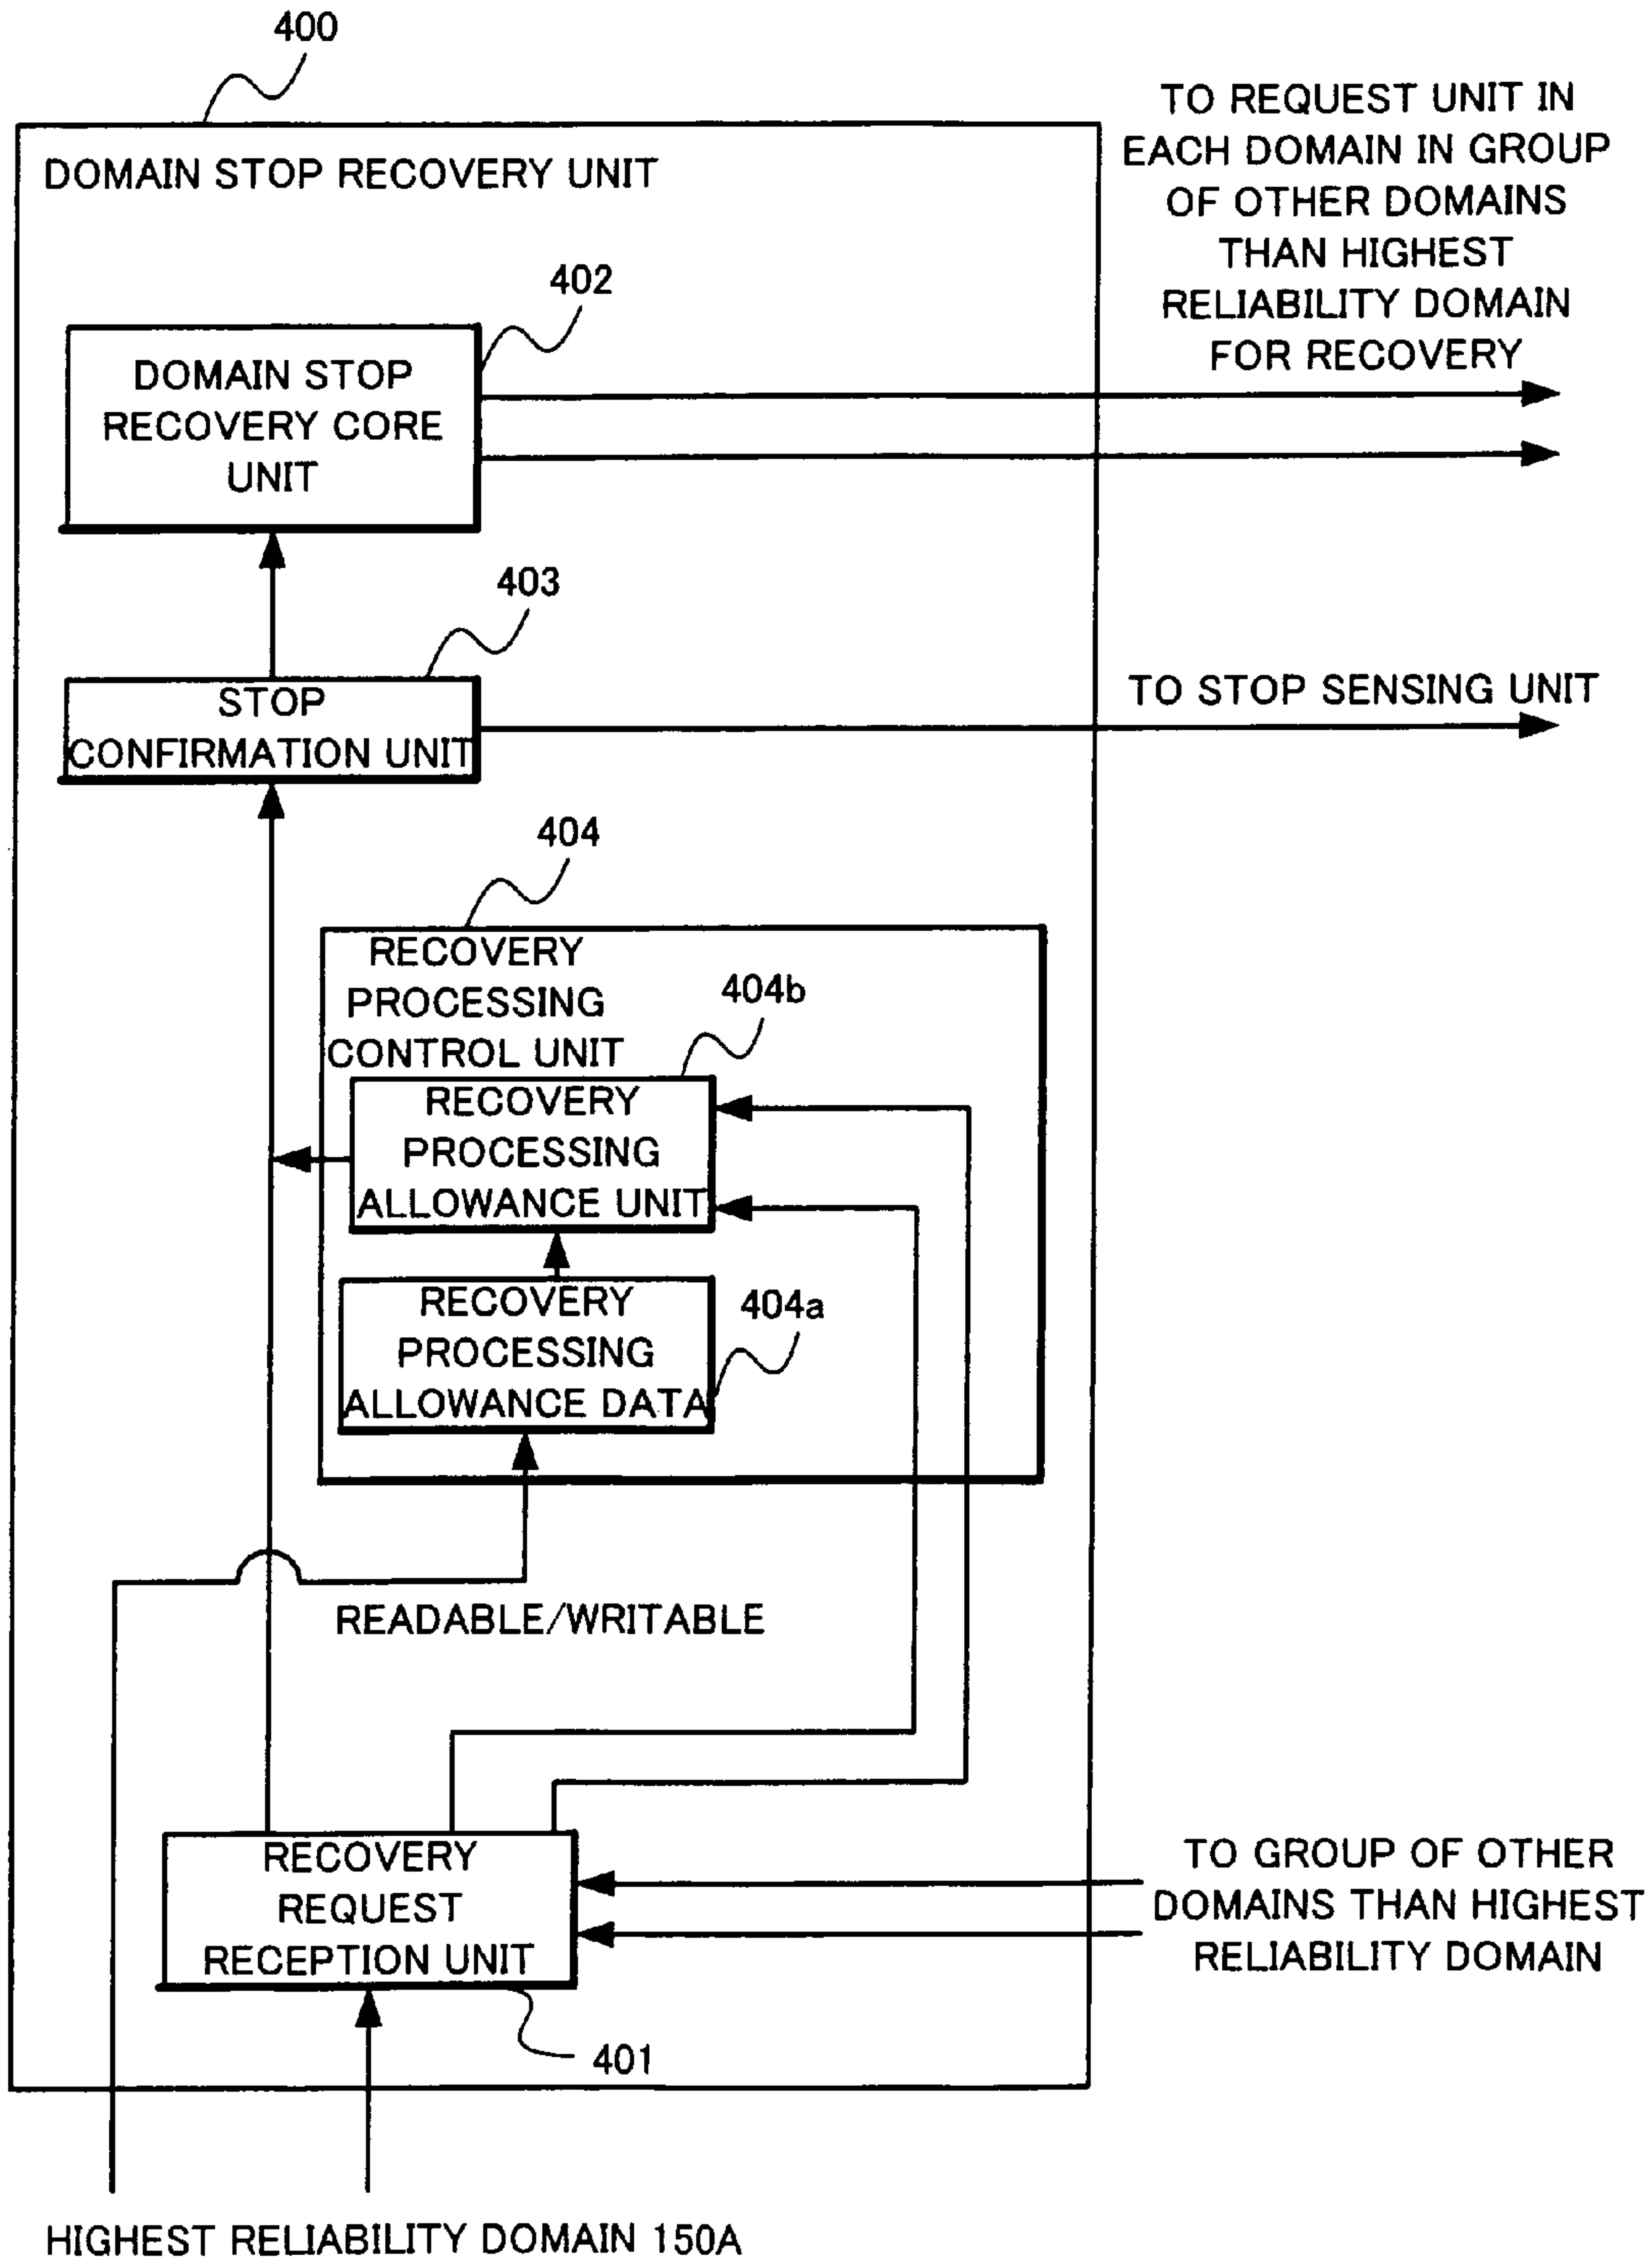 400
TO REQUEST UNIT IN
EACH DOMAIN IN GROUP
OF OTHER DOMAINS
THAN HIGHEST
RELIABILITY DOMAIN
FOR RECOVERY
DOMAIN STOP RECOVERY UNIT
402
DOMAIN STOP
RECOVERY CORE
UNIT
403
STOP
CONFIRMATION UNIT
TO STOP SENSING UNIT
404
RECOVERY
PROCESSING
CONTROL UNIT
404b
RECOVERY
PROCESSING
ALLOWANCE UNIT
RECOVERY
PROCESSING
ALLOWANCE DATA
404a
READABLE/WRITABLE
RECOVERY
REQUEST
RECEPTION UNIT
TO GROUP OF OTHER
DOMAINS THAN HIGHEST
RELIABILITY DOMAIN
401
HIGHEST RELIABILITY DOMAIN 150A